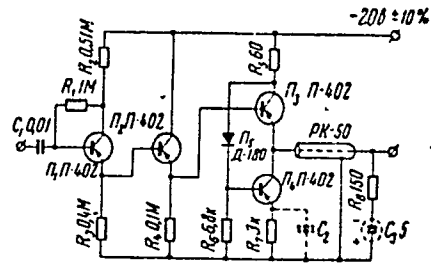 -20В ±10%
R₂ 0,51М
R₁ 1М
R₅ 60
П₃ П-402
C₁ 0,01
П₂ П-402
П₅
Д-180
РК-50
П₁ П-402
П₄ П-402
R₃ 0,4М
R₄ 0,1М
R₆ 6,8к
R₇ 3к
C₂
R₈ 150
C₃ 5
+